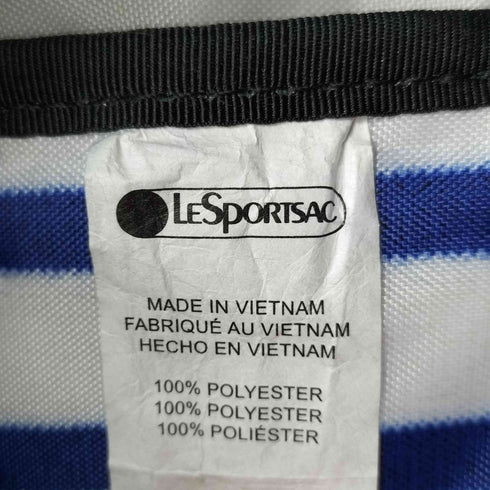 LESPORTSAC
MADE IN VIETNAM
FABRIQUÉ AU VIETNAM
HECHO EN VIETNAM
100% POLYESTER
100% POLYESTER
100% POLIÉSTER